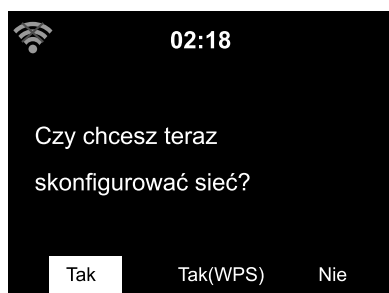 02:18
Czy chcesz teraz
skonfigurować sieć?
Tak Tak(WPS) Nie